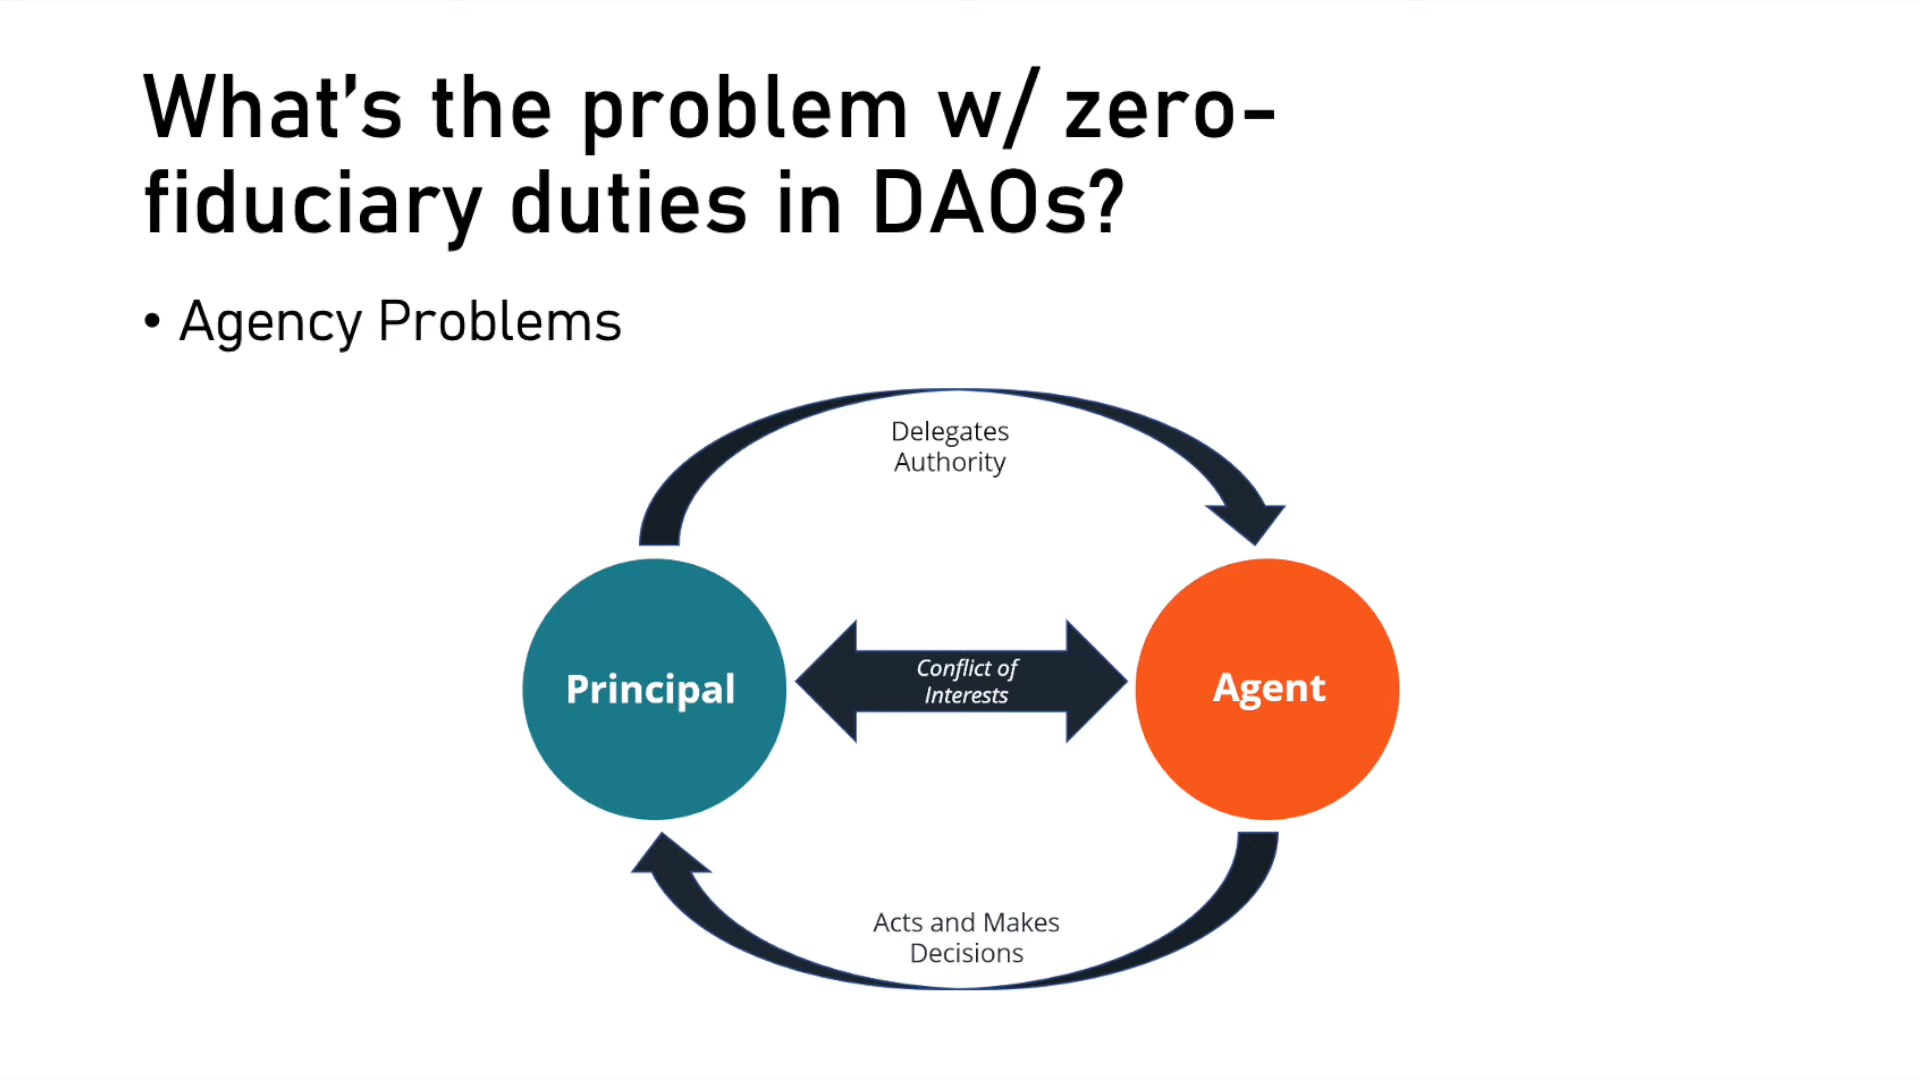 What’s the problem w/ zero-
fiduciary duties in DAOs?
• Agency Problems
Delegates
Authority
Principal
Conflict of
Interests
Agent
Acts and Makes
Decisions